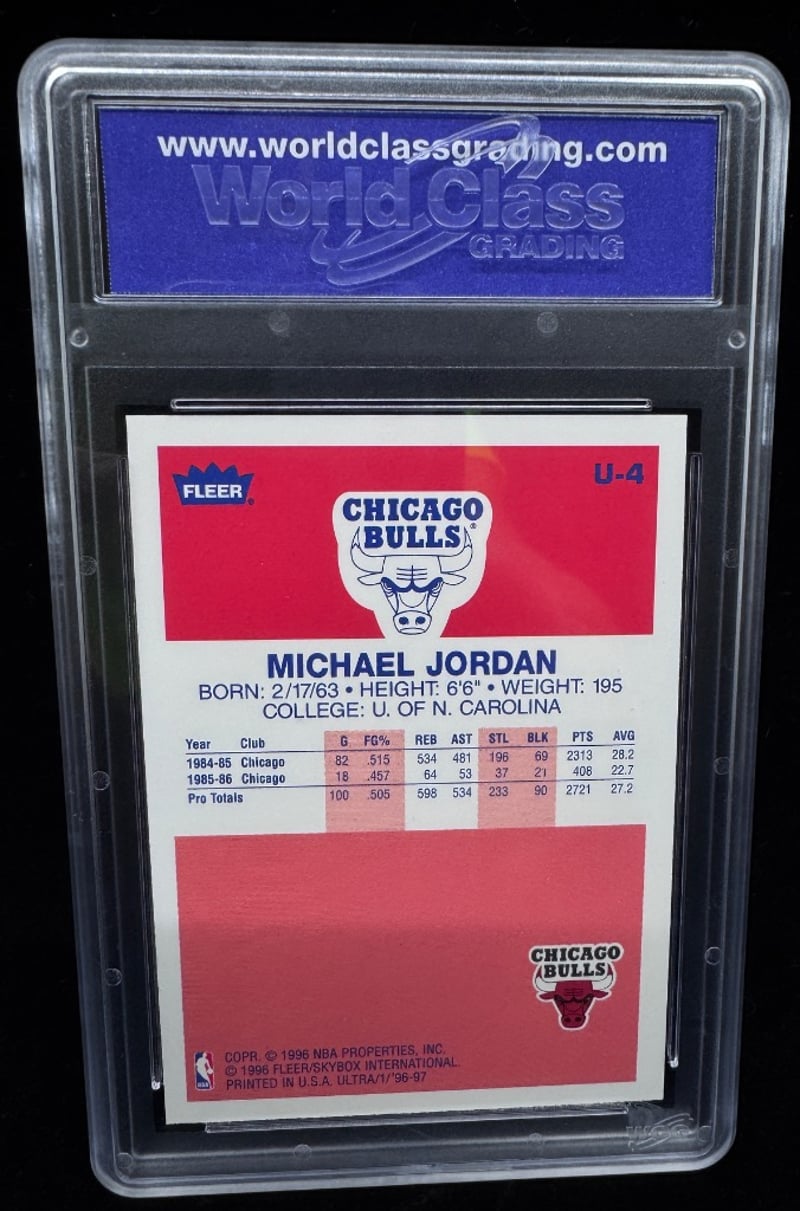 www.worldclassgrading.com
World Class
GRADING
FLEER®
U-4
CHICAGO
BULLS®
MICHAEL JORDAN
BORN: 2/17/63 • HEIGHT: 6'6" • WEIGHT: 195
COLLEGE: U. OF N. CAROLINA
Year Club G FG% REB AST STL BLK PTS AVG
1984-85 Chicago 82 .515 534 481 196 69 2313 28.2
1985-86 Chicago 18 .457 64 53 37 21 408 22.7
Pro Totals 100 .505 598 534 233 90 2721 27.2
CHICAGO
BULLS
NBA
COPR. © 1996 NBA PROPERTIES, INC.
© 1996 FLEER/SKYBOX INTERNATIONAL.
PRINTED IN U.S.A. ULTRA/1/'96-97